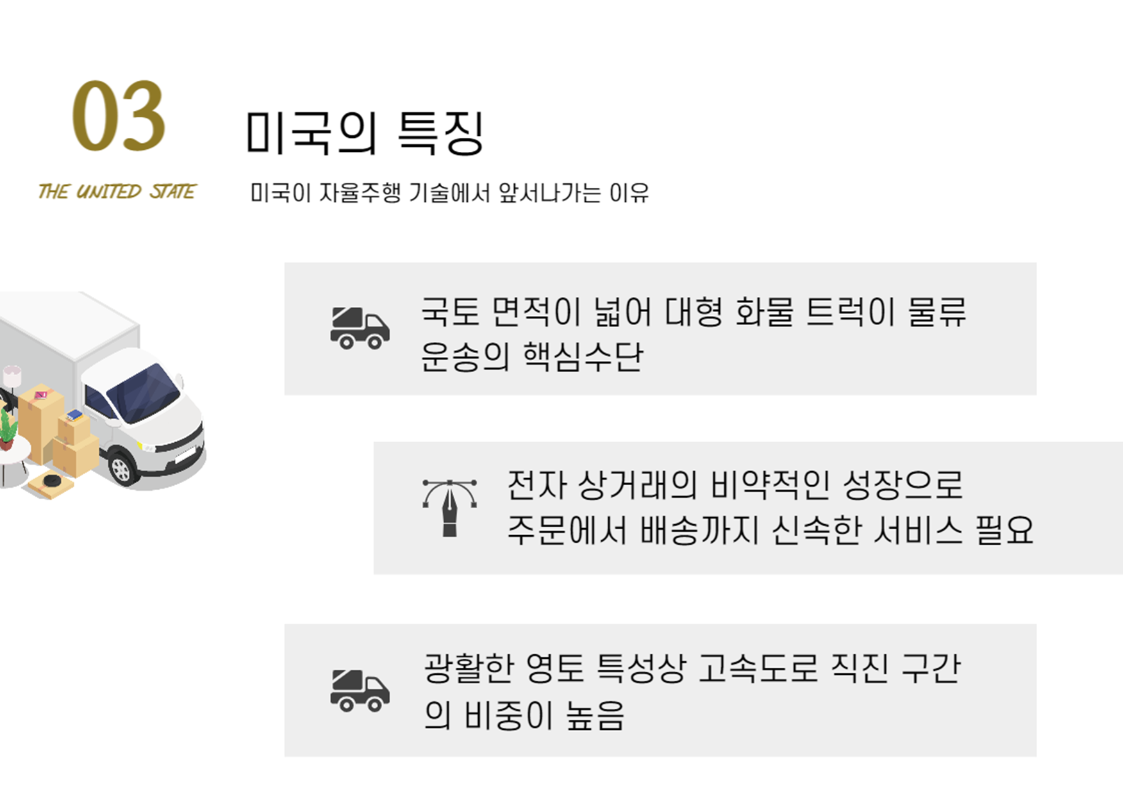 03
미국의 특징
THE UNITED STATE
미국이 자율주행 기술에서 앞서나가는 이유
국토 면적이 넓어 대형 화물 트럭이 물류
운송의 핵심수단
전자 상거래의 비약적인 성장으로
주문에서 배송까지 신속한 서비스 필요
광활한 영토 특성상 고속도로 직진 구간
의 비중이 높음